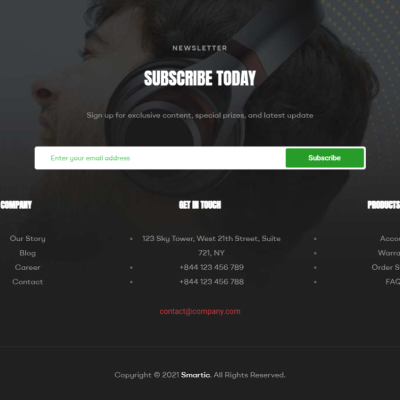 NEWSLETTER
SUBSCRIBE TODAY
Sign up for exclusive content, special prizes, and latest update
Enter your email address
Subscribe
COMPANY
Our Story
Blog
Career
Contact
GET IN TOUCH
123 Sky Tower, West 21th Street, Suite
721, NY
+844 123 456 789
+844 123 456 788
contact@company.com
PRODUCTS
Acco
Warra
Order S
FAQ
Copyright © 2021 Smartic. All Rights Reserved.